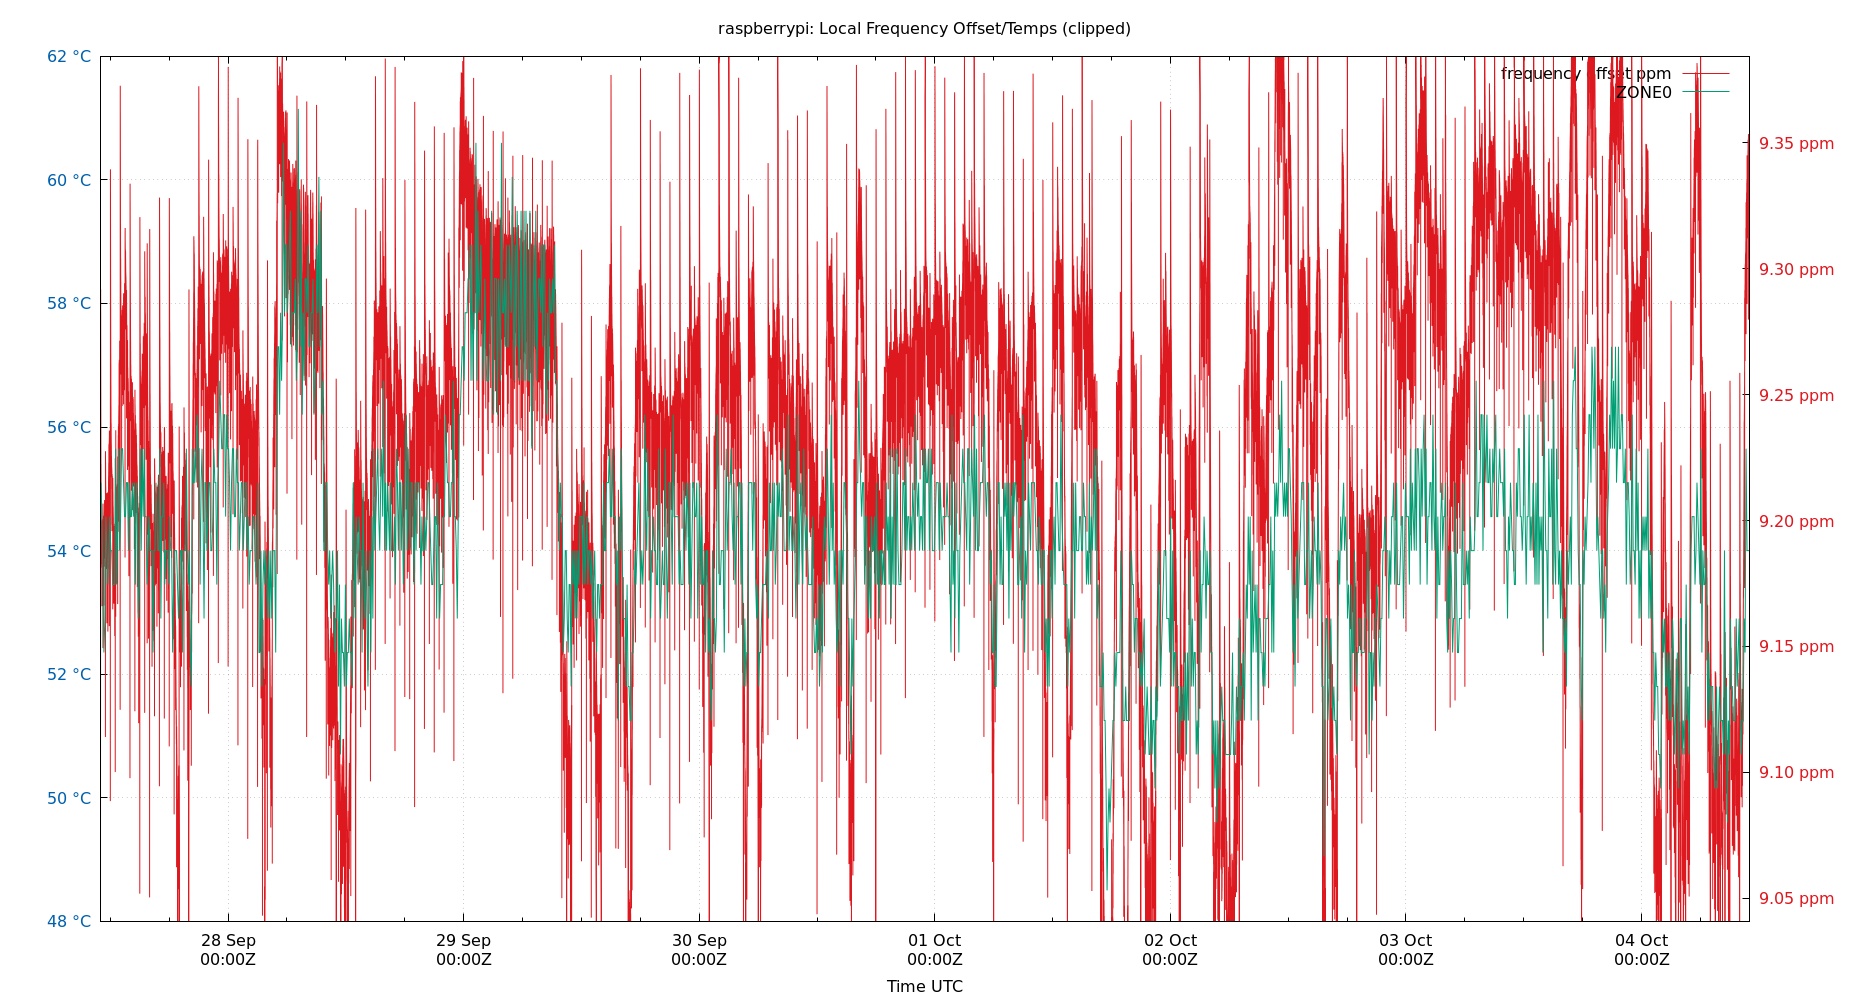 raspberrypi: Local Frequency Offset/Temps (clipped)
frequency offset ppm
ZONE0
62 °C
60 °C
58 °C
56 °C
54 °C
52 °C
50 °C
48 °C
9.35 ppm
9.30 ppm
9.25 ppm
9.20 ppm
9.15 ppm
9.10 ppm
9.05 ppm
28 Sep
00:00Z
29 Sep
00:00Z
30 Sep
00:00Z
01 Oct
00:00Z
02 Oct
00:00Z
03 Oct
00:00Z
04 Oct
00:00Z
Time UTC